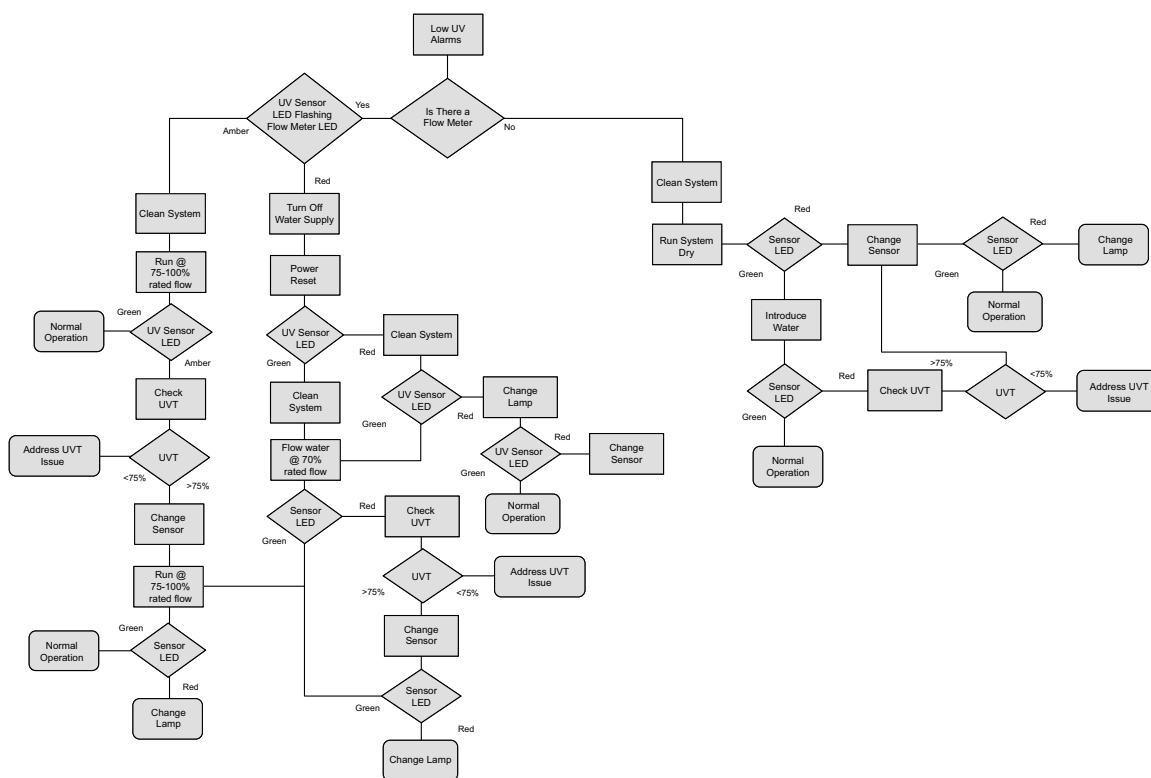 Low UV
Alarms
Is There a
Flow Meter
Yes
No
UV Sensor
LED Flashing
Flow Meter LED
Amber
Red
Clean System
Run @
75-100%
rated flow
Green
Normal
Operation
UV Sensor
LED
Amber
Check
UVT
Address UVT
Issue
UVT
<75%
>75%
Change
Sensor
Run @
75-100%
rated flow
Green
Normal
Operation
Sensor
LED
Red
Change
Lamp
Turn Off
Water Supply
Power
Reset
UV Sensor
LED
Red
Green
Clean System
Clean
System
UV Sensor
LED
Red
Green
Change
Lamp
Flow water
@ 70%
rated flow
UV Sensor
LED
Red
Change
Sensor
Green
Normal
Operation
Sensor
LED
Red
Green
Check
UVT
UVT
>75%
<75%
Address UVT
Issue
Change
Sensor
Sensor
LED
Green
Red
Change Lamp
Clean System
Run System
Dry
Sensor
LED
Red
Green
Change
Sensor
Sensor
LED
Red
Change
Lamp
Green
Normal
Operation
Introduce
Water
Sensor
LED
Red
Green
Check UVT
>75%
UVT
<75%
Address UVT
Issue
Normal
Operation